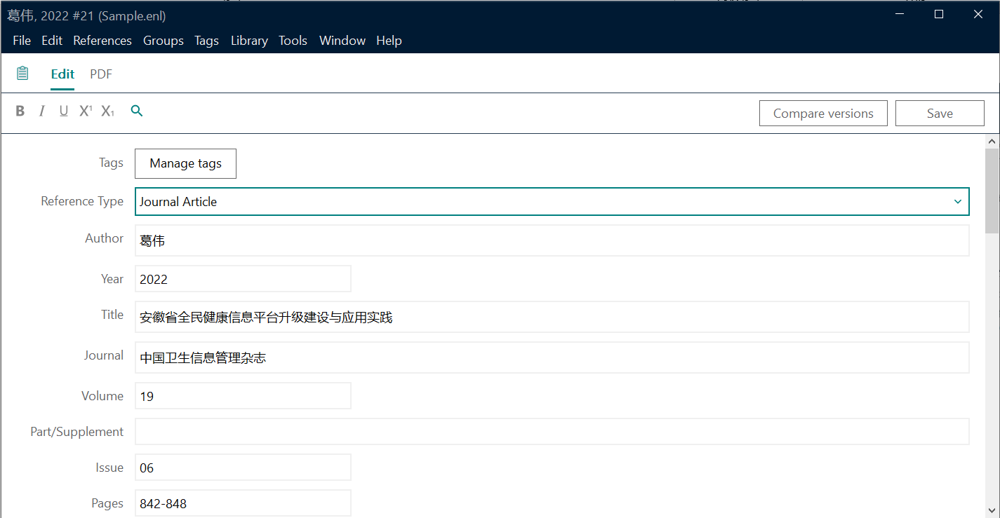 葛伟, 2022 #21 (Sample.enl)
File Edit References Groups Tags Library Tools Window Help
Edit PDF
B I U X¹ X₁
Compare versions Save
Tags Manage tags
Reference Type Journal Article
Author 葛伟
Year 2022
Title 安徽省全民健康信息平台升级建设与应用实践
Journal 中国卫生信息管理杂志
Volume 19
Part/Supplement
Issue 06
Pages 842-848